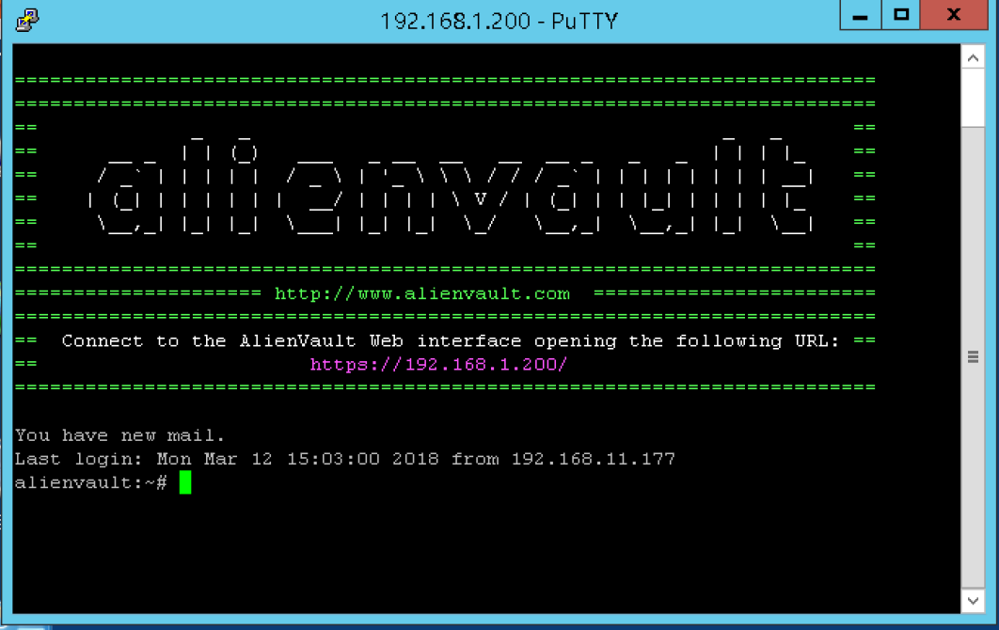 192.168.1.200 - PuTTY
alienvault
http://www.alienvault.com
Connect to the AlienVault Web interface opening the following URL:
https://192.168.1.200/
You have new mail.
Last login: Mon Mar 12 15:03:00 2018 from 192.168.11.177
alienvault:~#